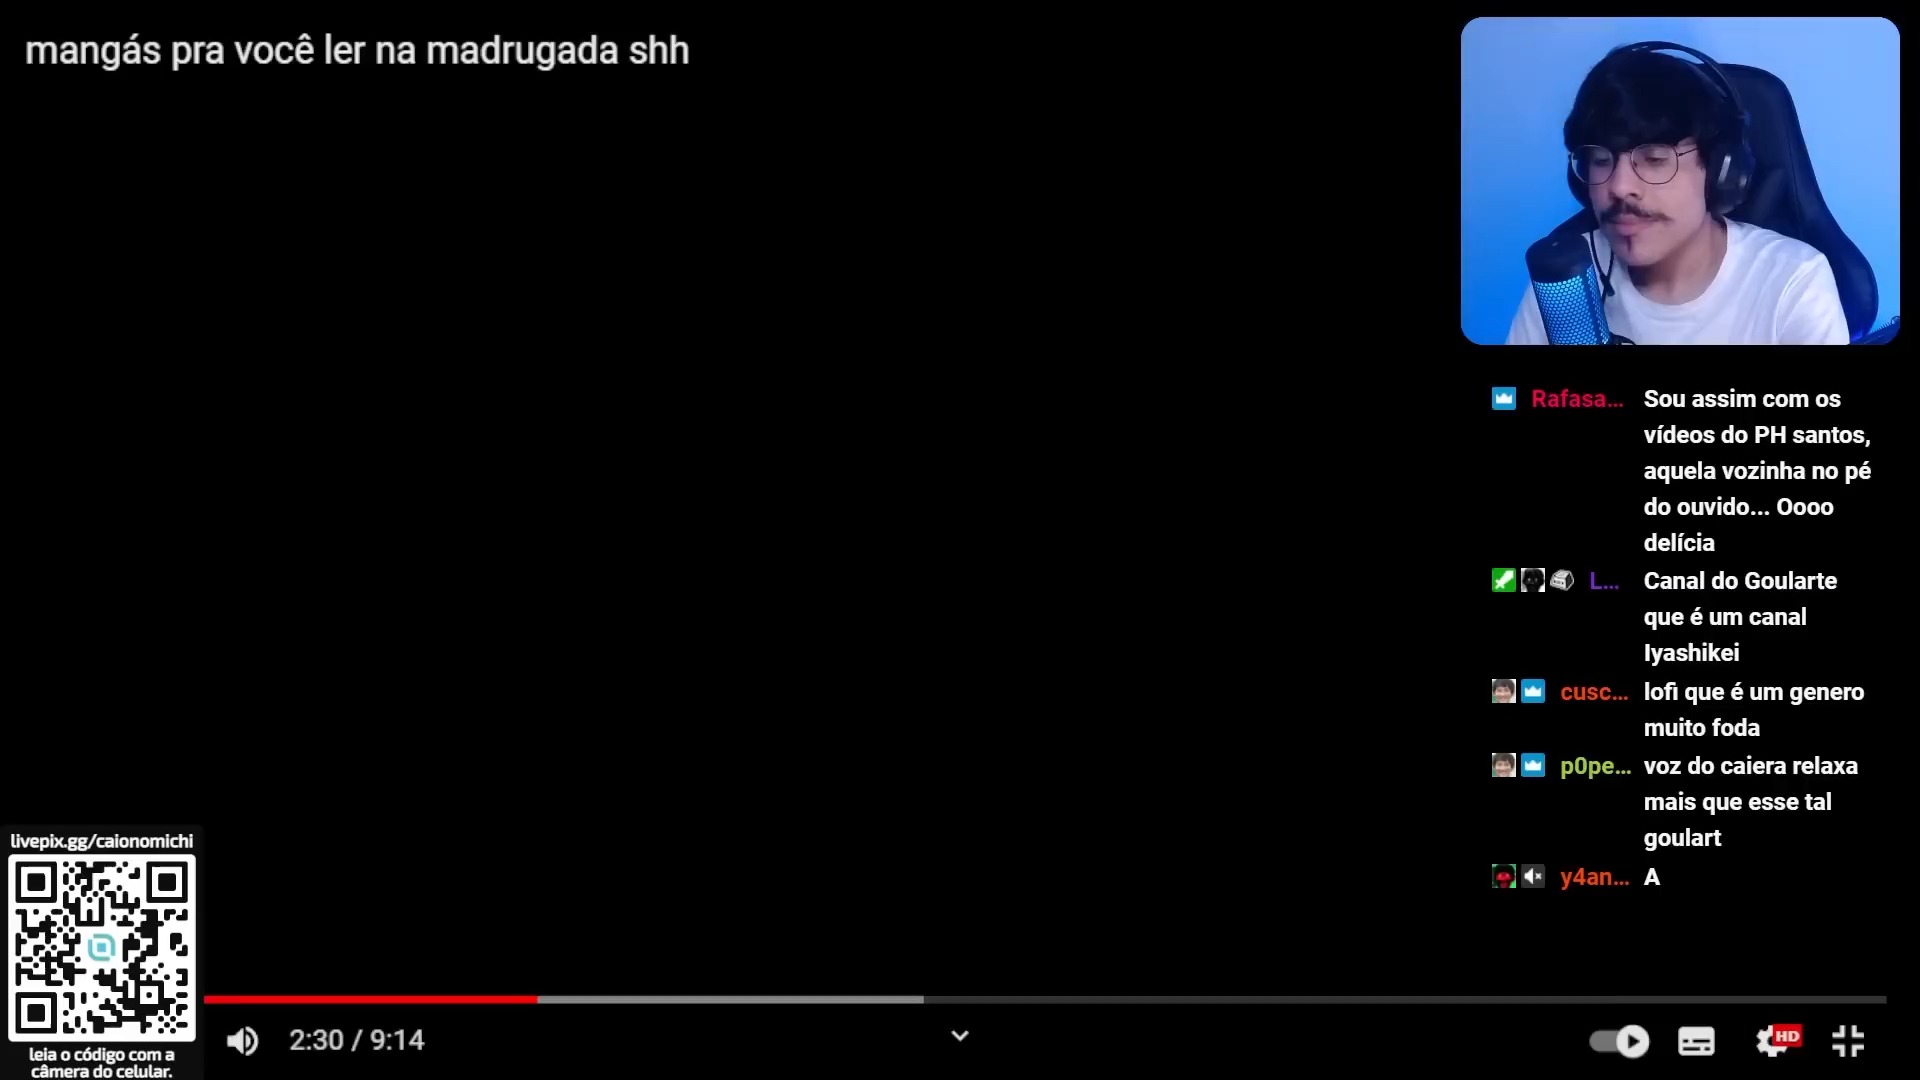 mangás pra você ler na madrugada shh
Rafasa... Sou assim com os
vídeos do PH santos,
aquela vozinha no pé
do ouvido... Oooo
delícia
L... Canal do Goularte
que é um canal
Iyashikei
cusc... lofi que é um genero
muito foda
p0pe... voz do caiera relaxa
mais que esse tal
goulart
y4an... A
livepix.gg/caionomichi
leia o código com a
câmera do celular.
2:30 / 9:14
HD